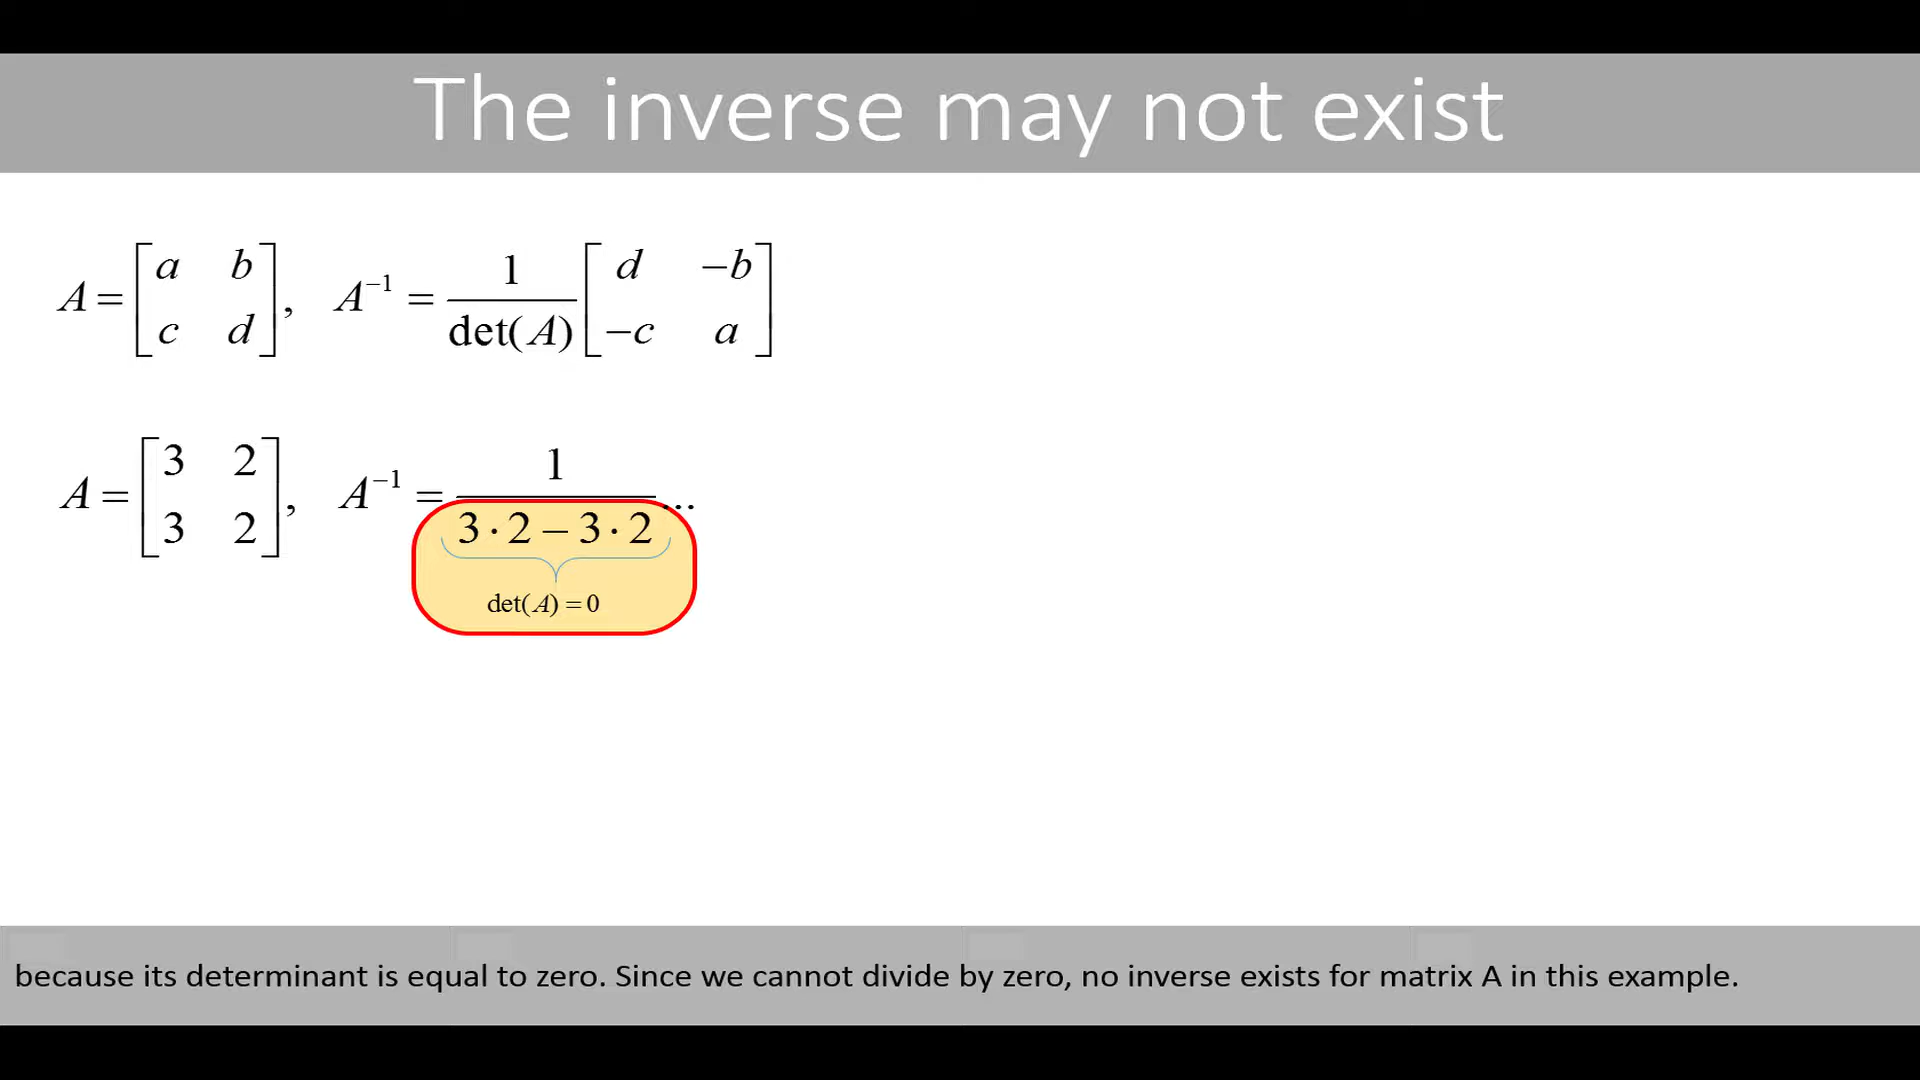 The inverse may not exist
A = [a b; c d], A⁻¹ = 1/det(A) [d −b; −c a]
A = [3 2; 3 2], A⁻¹ = 1/(3·2−3·2) ...
det(A) = 0
because its determinant is equal to zero. Since we cannot divide by zero, no inverse exists for matrix A in this example.